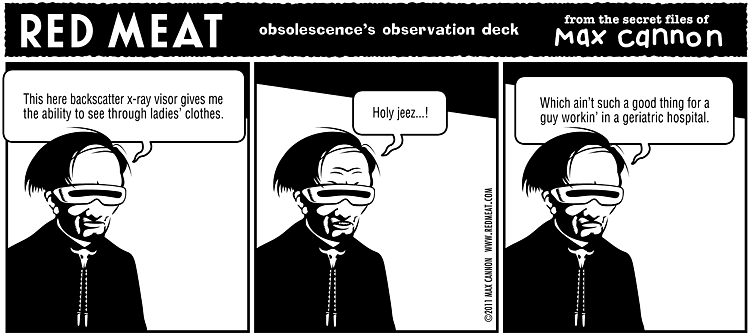 RED MEAT
obsolescence's observation deck
from the secret files of
Max Cannon
This here backscatter x-ray visor gives me
the ability to see through ladies' clothes.
Holy jeez...!
©2011 MAX CANNON WWW.REDMEAT.COM
Which ain't such a good thing for a
guy workin' in a geriatric hospital.